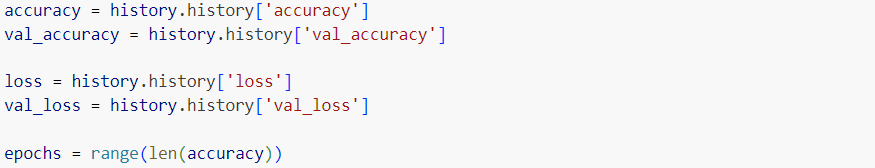 accuracy = history.history['accuracy']
val_accuracy = history.history['val_accuracy']
loss = history.history['loss']
val_loss = history.history['val_loss']
epochs = range(len(accuracy))